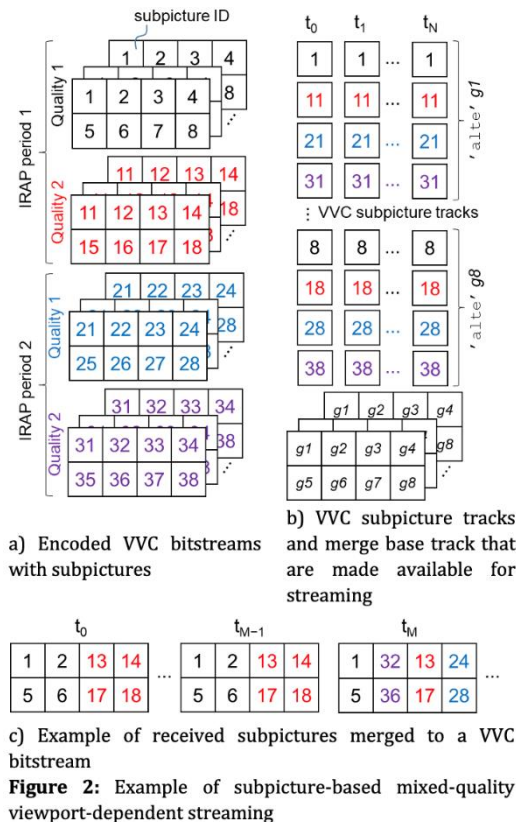 subpicture ID
IRAP period 1
Quality 1
1 2 3 4
8
1 2 3 4
5 6 7 8
Quality 2
11 12 13 14
18
11 12 13 14
15 16 17 18
IRAP period 2
Quality 1
21 22 23 24
28
21 22 23 24
25 26 27 28
Quality 2
31 32 33 34
38
31 32 33 34
35 36 37 38
a) Encoded VVC bitstreams
with subpictures
t0 t1 tN
1 1 ... 1
11 11 ... 11
21 21 ... 21
31 31 ... 31
'alte' g1
⋮ VVC subpicture tracks
8 8 ... 8
18 18 ... 18
28 28 ... 28
38 38 ... 38
'alte' g8
g1 g2 g3 g4
g8
g1 g2 g3 g4
g5 g6 g7 g8
b) VVC subpicture tracks
and merge base track that
are made available for
streaming
t0 tM−1 tM
1 2 13 14 ... 1 2 13 14 1 32 13 24 ...
5 6 17 18 5 6 17 18 5 36 17 28
c) Example of received subpictures merged to a VVC
bitstream
Figure 2: Example of subpicture-based mixed-quality
viewport-dependent streaming